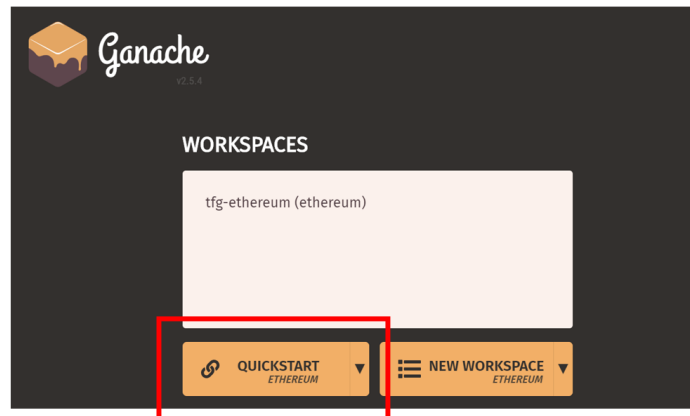 Ganache
v2.5.4
WORKSPACES
tfg-ethereum (ethereum)
QUICKSTART
ETHEREUM
NEW WORKSPACE
ETHEREUM